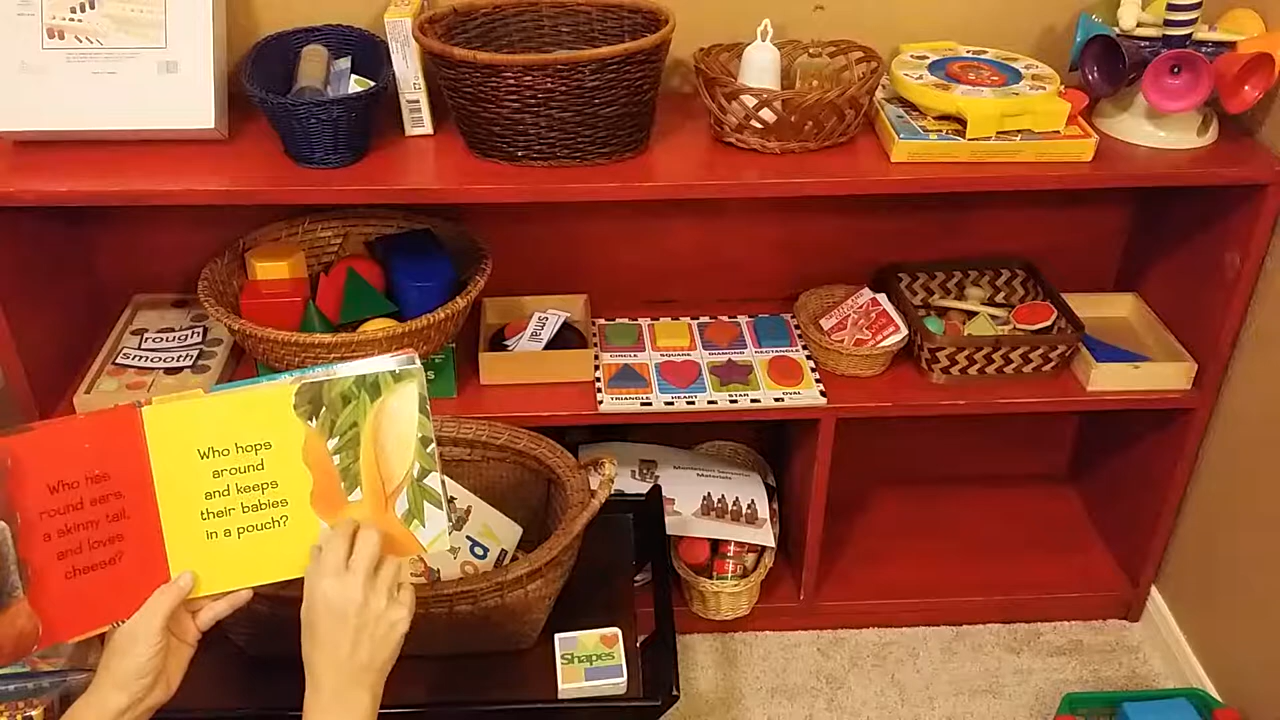 rough
smooth
small
CIRCLE
SQUARE
DIAMOND
RECTANGLE
TRIANGLE
HEART
STAR
OVAL
Who has
round ears,
a skinny tail,
and loves
cheese?
Who hops
around
and keeps
their babies
in a pouch?
Montessori Sensorial
Materials
Shapes